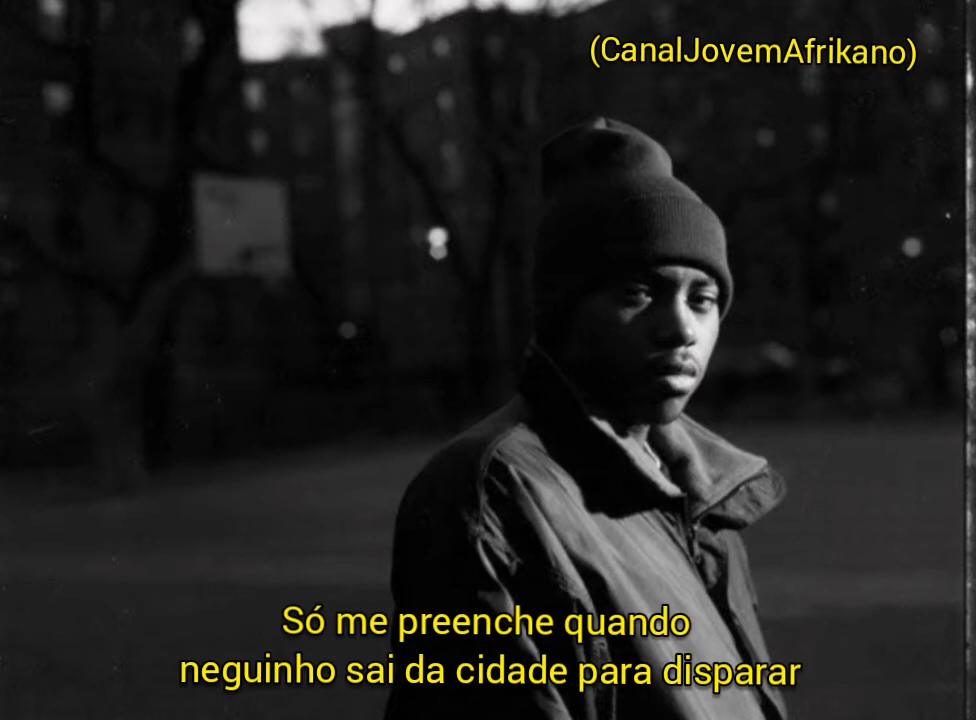 (CanalJovemAfrikano)
Só me preenche quando
neguinho sai da cidade para disparar